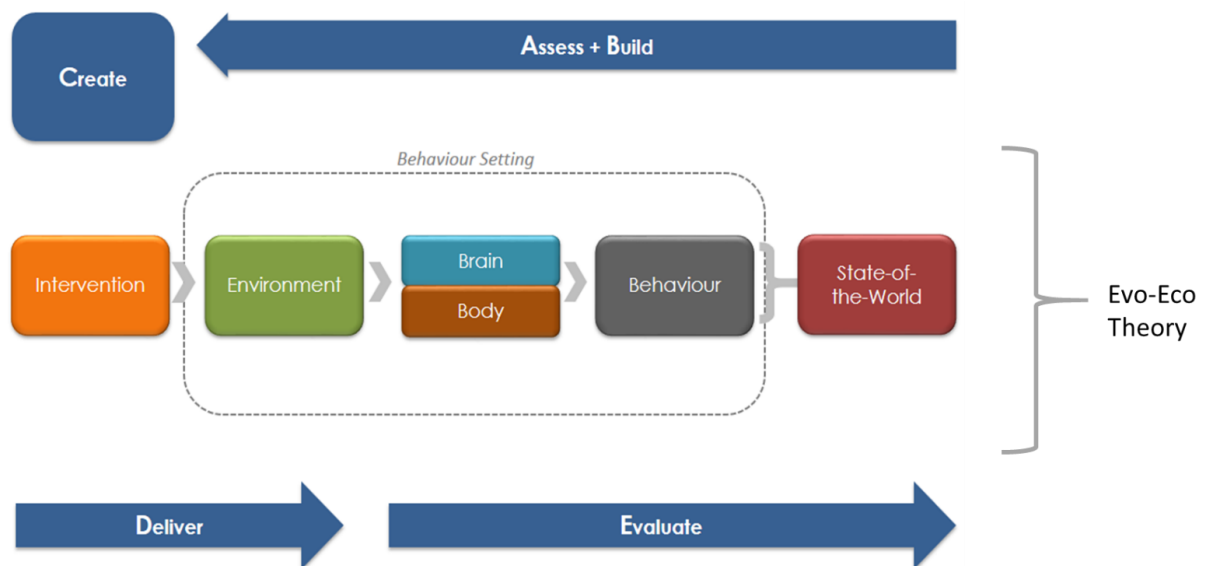 Create
Assess + Build
Behaviour Setting
Intervention
Environment
Brain
Body
Behaviour
State-of-
the-World
Evo-Eco
Theory
Deliver
Evaluate